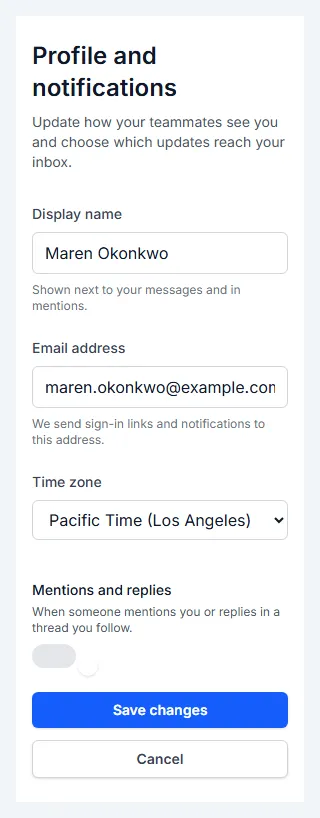 Profile and
notifications
Update how your teammates see you
and choose which updates reach your
inbox.
Display name
Maren Okonkwo
Shown next to your messages and in
mentions.
Email address
maren.okonkwo@example.com
We send sign-in links and notifications to
this address.
Time zone
Pacific Time (Los Angeles)
Mentions and replies
When someone mentions you or replies in a
thread you follow.
Save changes
Cancel